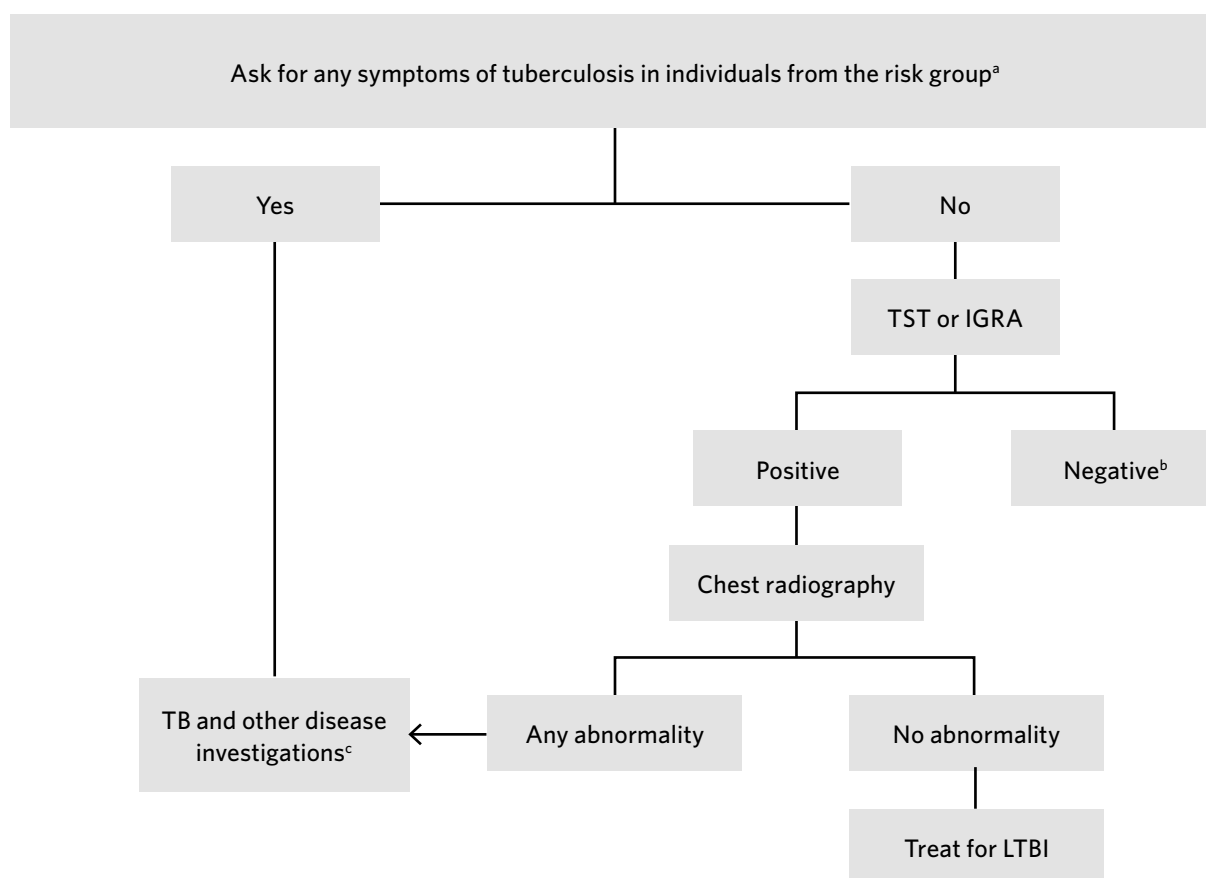 Ask for any symptoms of tuberculosis in individuals from the risk groupᵃ
Yes
No
TST or IGRA
Positive
Negativeᵇ
Chest radiography
TB and other disease
investigationsᶜ
Any abnormality
No abnormality
Treat for LTBI